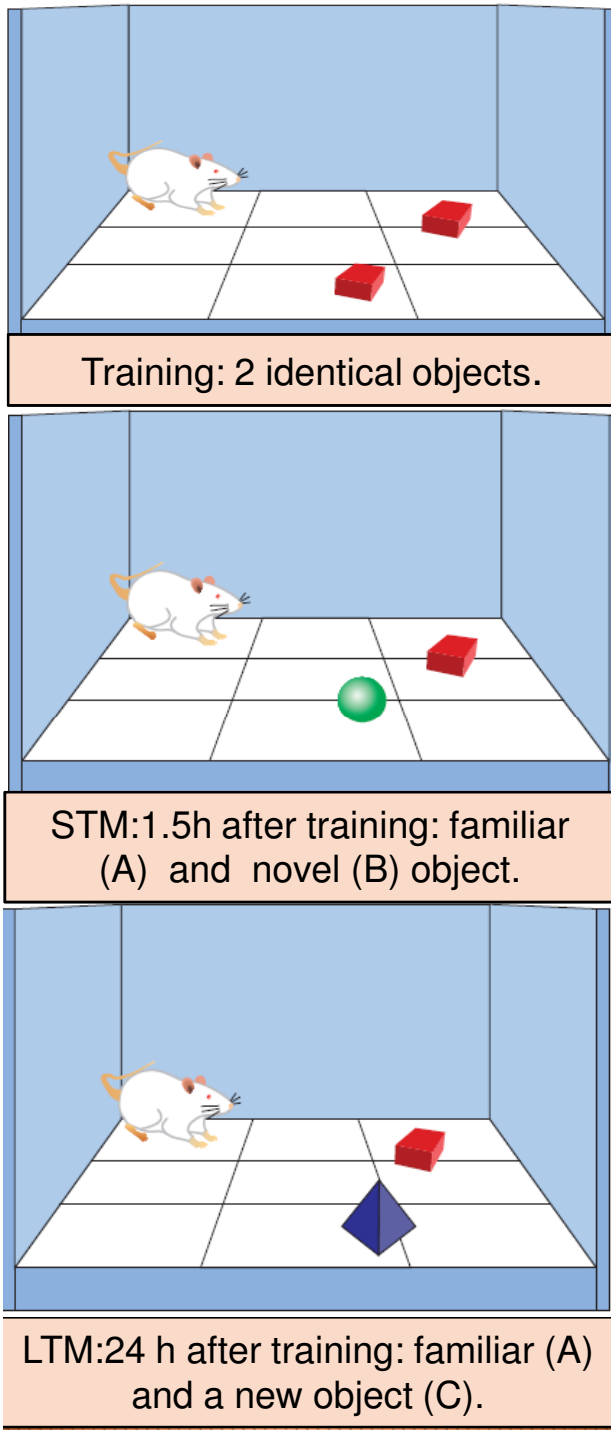 Training: 2 identical objects.
STM:1.5h after training: familiar
(A) and novel (B) object.
LTM:24 h after training: familiar (A)
and a new object (C).